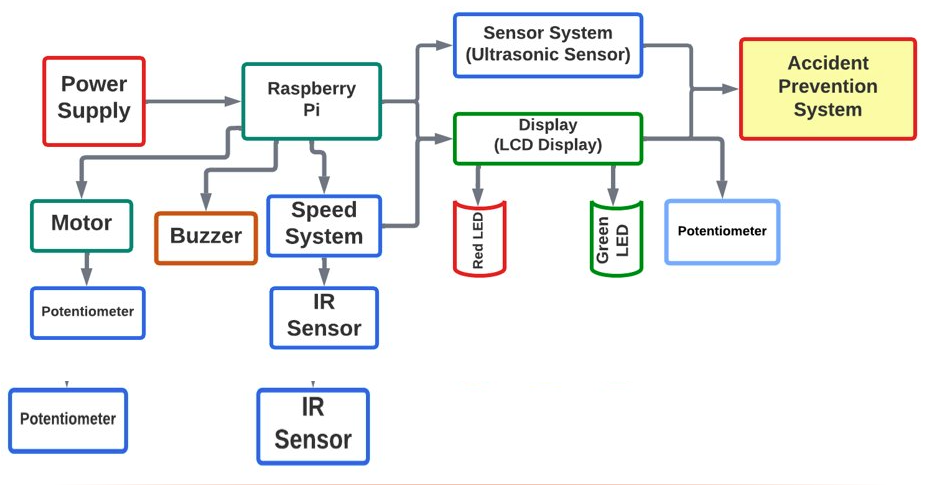 Power
Supply
Raspberry
Pi
Sensor System
(Ultrasonic Sensor)
Accident
Prevention
System
Display
(LCD Display)
Motor
Buzzer
Speed
System
Red LED
Green
LED
Potentiometer
Potentiometer
IR
Sensor
Potentiometer
IR
Sensor